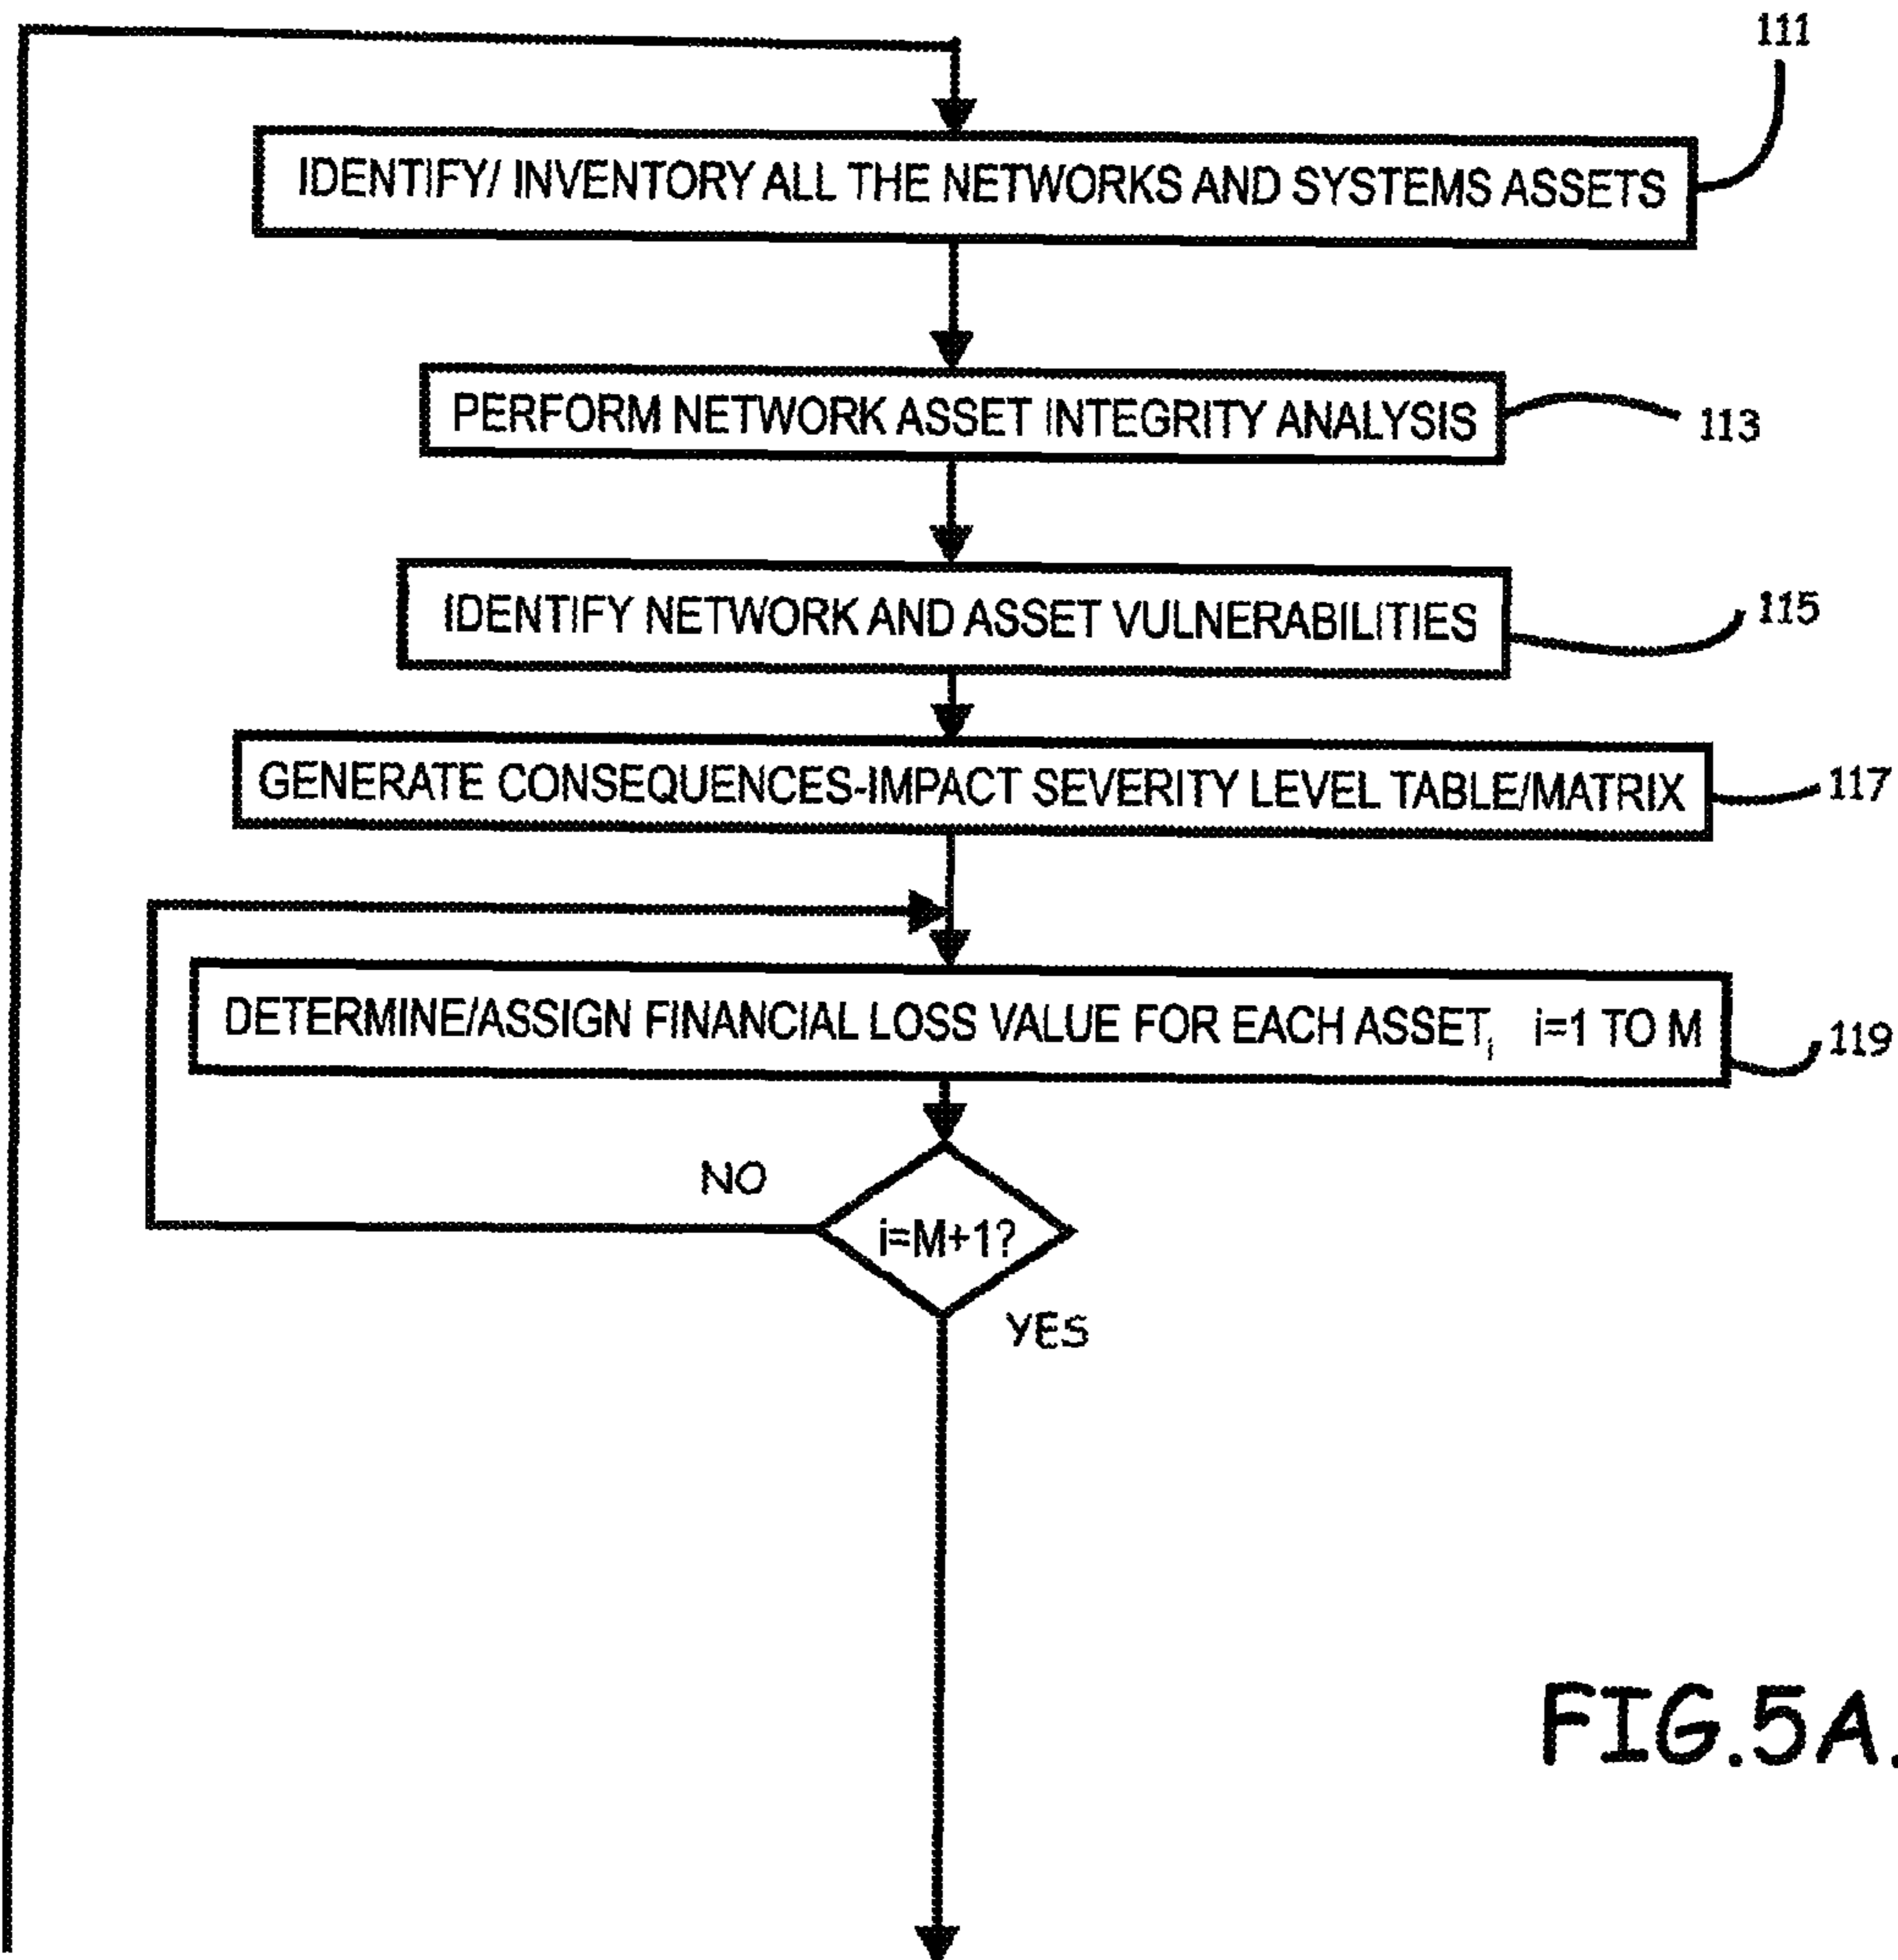 111
IDENTIFY/ INVENTORY ALL THE NETWORKS AND SYSTEMS ASSETS
PERFORM NETWORK ASSET INTEGRITY ANALYSIS
113
IDENTIFY NETWORK AND ASSET VULNERABILITIES
115
GENERATE CONSEQUENCES-IMPACT SEVERITY LEVEL TABLE/MATRIX
117
DETERMINE/ASSIGN FINANCIAL LOSS VALUE FOR EACH ASSETᵢ i=1 TO M
119
NO
i=M+1?
YES
FIG.5A.